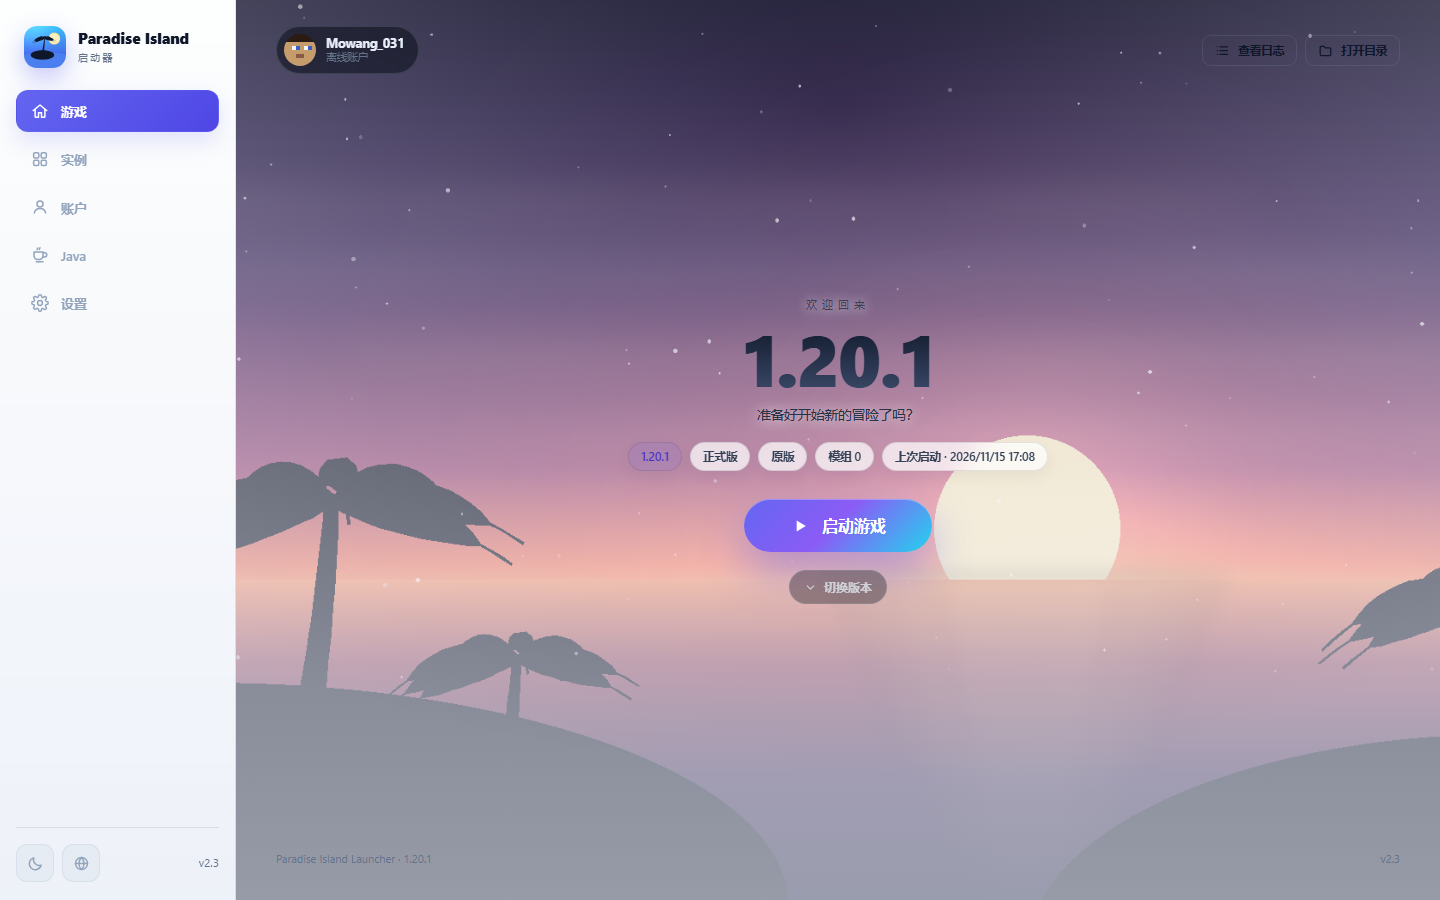 Paradise Island
启动器
游戏
实例
账户
Java
设置
v2.3
Mowang_031
离线账户
查看日志
打开目录
欢迎回来
1.20.1
准备好开始新的冒险了吗?
1.20.1
正式版
原版
模组 0
上次启动 · 2026/11/15 17:08
启动游戏
切换版本
Paradise Island Launcher · 1.20.1
v2.3